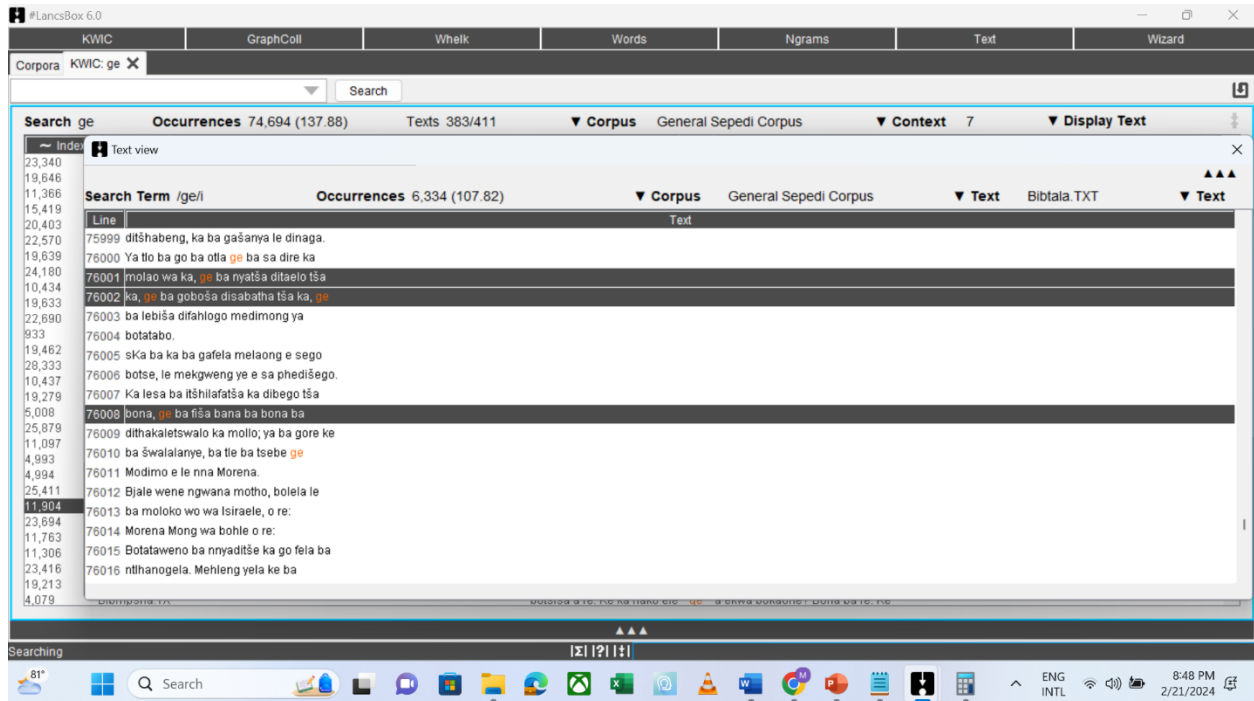 #LancsBox 6.0
KWIC GraphColl Whelk Words Ngrams Text Wizard
Corpora KWIC: ge
Search
Search ge Occurrences 74,694 (137.88) Texts 383/411 ▼ Corpus General Sepedi Corpus ▼ Context 7 ▼ Display Text
Text view
Search Term /ge/i Occurrences 6,334 (107.82) ▼ Corpus General Sepedi Corpus ▼ Text Bibtala.TXT ▼ Text
Line Text
75999 ditšhabeng, ka ba gašanya le dinaga.
76000 Ya tlo ba go ba otla ge ba sa dire ka
76001 molao wa ka, ge ba nyatša ditaelo tša
76002 ka, ge ba goboša disabatha tša ka, ge
76003 ba lebiša difahlogo medimong ya
76004 botatabo.
76005 sKa ba ka ba gafela melaong e sego
76006 botse, le mekgweng ye e sa phedišego.
76007 Ka lesa ba itšhilafatša ka dibego tša
76008 bona, ge ba fiša bana ba bona ba
76009 dithakaletswalo ka mollo; ya ba gore ke
76010 ba šwalalanye, ba tle ba tsebe ge
76011 Modimo e le nna Morena.
76012 Bjale wene ngwana motho, bolela le
76013 ba moloko wo wa Isiraele, o re:
76014 Morena Mong wa bohle o re:
76015 Botataweno ba nnyaditše ka go fela ba
76016 ntlhanogela. Mehleng yela ke ba
~ Index
23,340
19,646
11,366
15,419
20,403
22,570
19,639
24,180
10,434
19,633
22,690
933
19,462
28,333
10,437
19,279
5,008
25,879
11,097
4,993
4,994
25,411
11,904
23,694
11,763
11,306
23,416
19,213
4,079
Searching
81°
Search
ENG
INTL
8:48 PM
2/21/2024